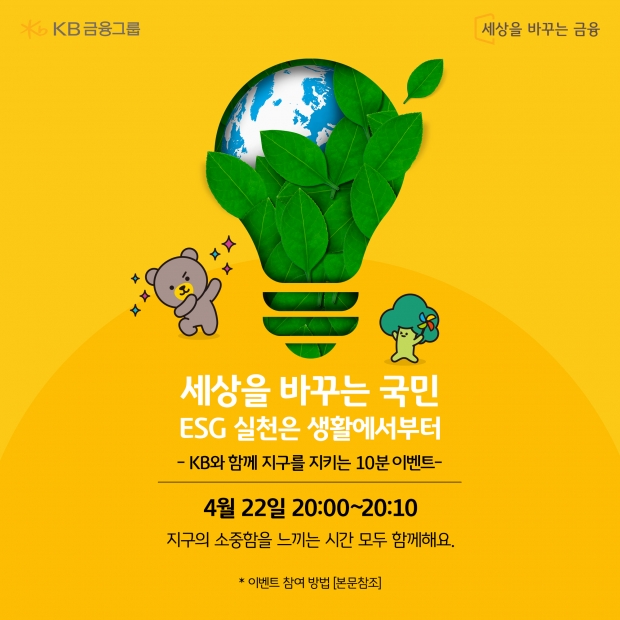 KB 금융그룹
세상을 바꾸는 금융
세상을 바꾸는 국민
ESG 실천은 생활에서부터
- KB와 함께 지구를 지키는 10분 이벤트-
4월 22일 20:00~20:10
지구의 소중함을 느끼는 시간 모두 함께해요.
* 이벤트 참여 방법 [본문참조]